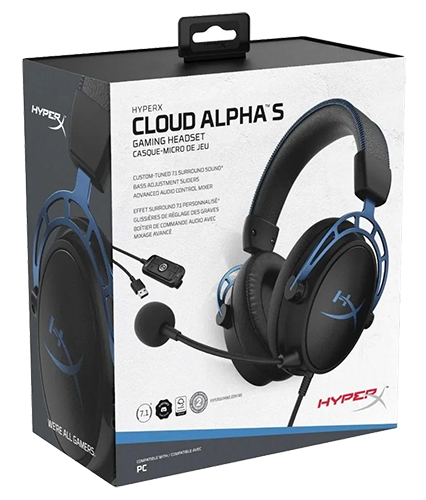 HYPERX
HYPERX
CLOUD ALPHA™ S
GAMING HEADSET
CASQUE-MICRO DE JEU
CUSTOM-TUNED 7.1 SURROUND SOUND*
BASS ADJUSTMENT SLIDERS
ADVANCED AUDIO CONTROL MIXER
EFFET SURROUND 7.1 PERSONNALISÉ*
GLISSIÈRES DE RÉGLAGE DES GRAVES
BOÎTIER DE COMMANDE AUDIO AVEC
MIXAGE AVANCÉ
HX
7.1
2
HYPERX
WE'RE ALL GAMERS.
COMPATIBLE WITH / COMPATIBLE AVEC
PC